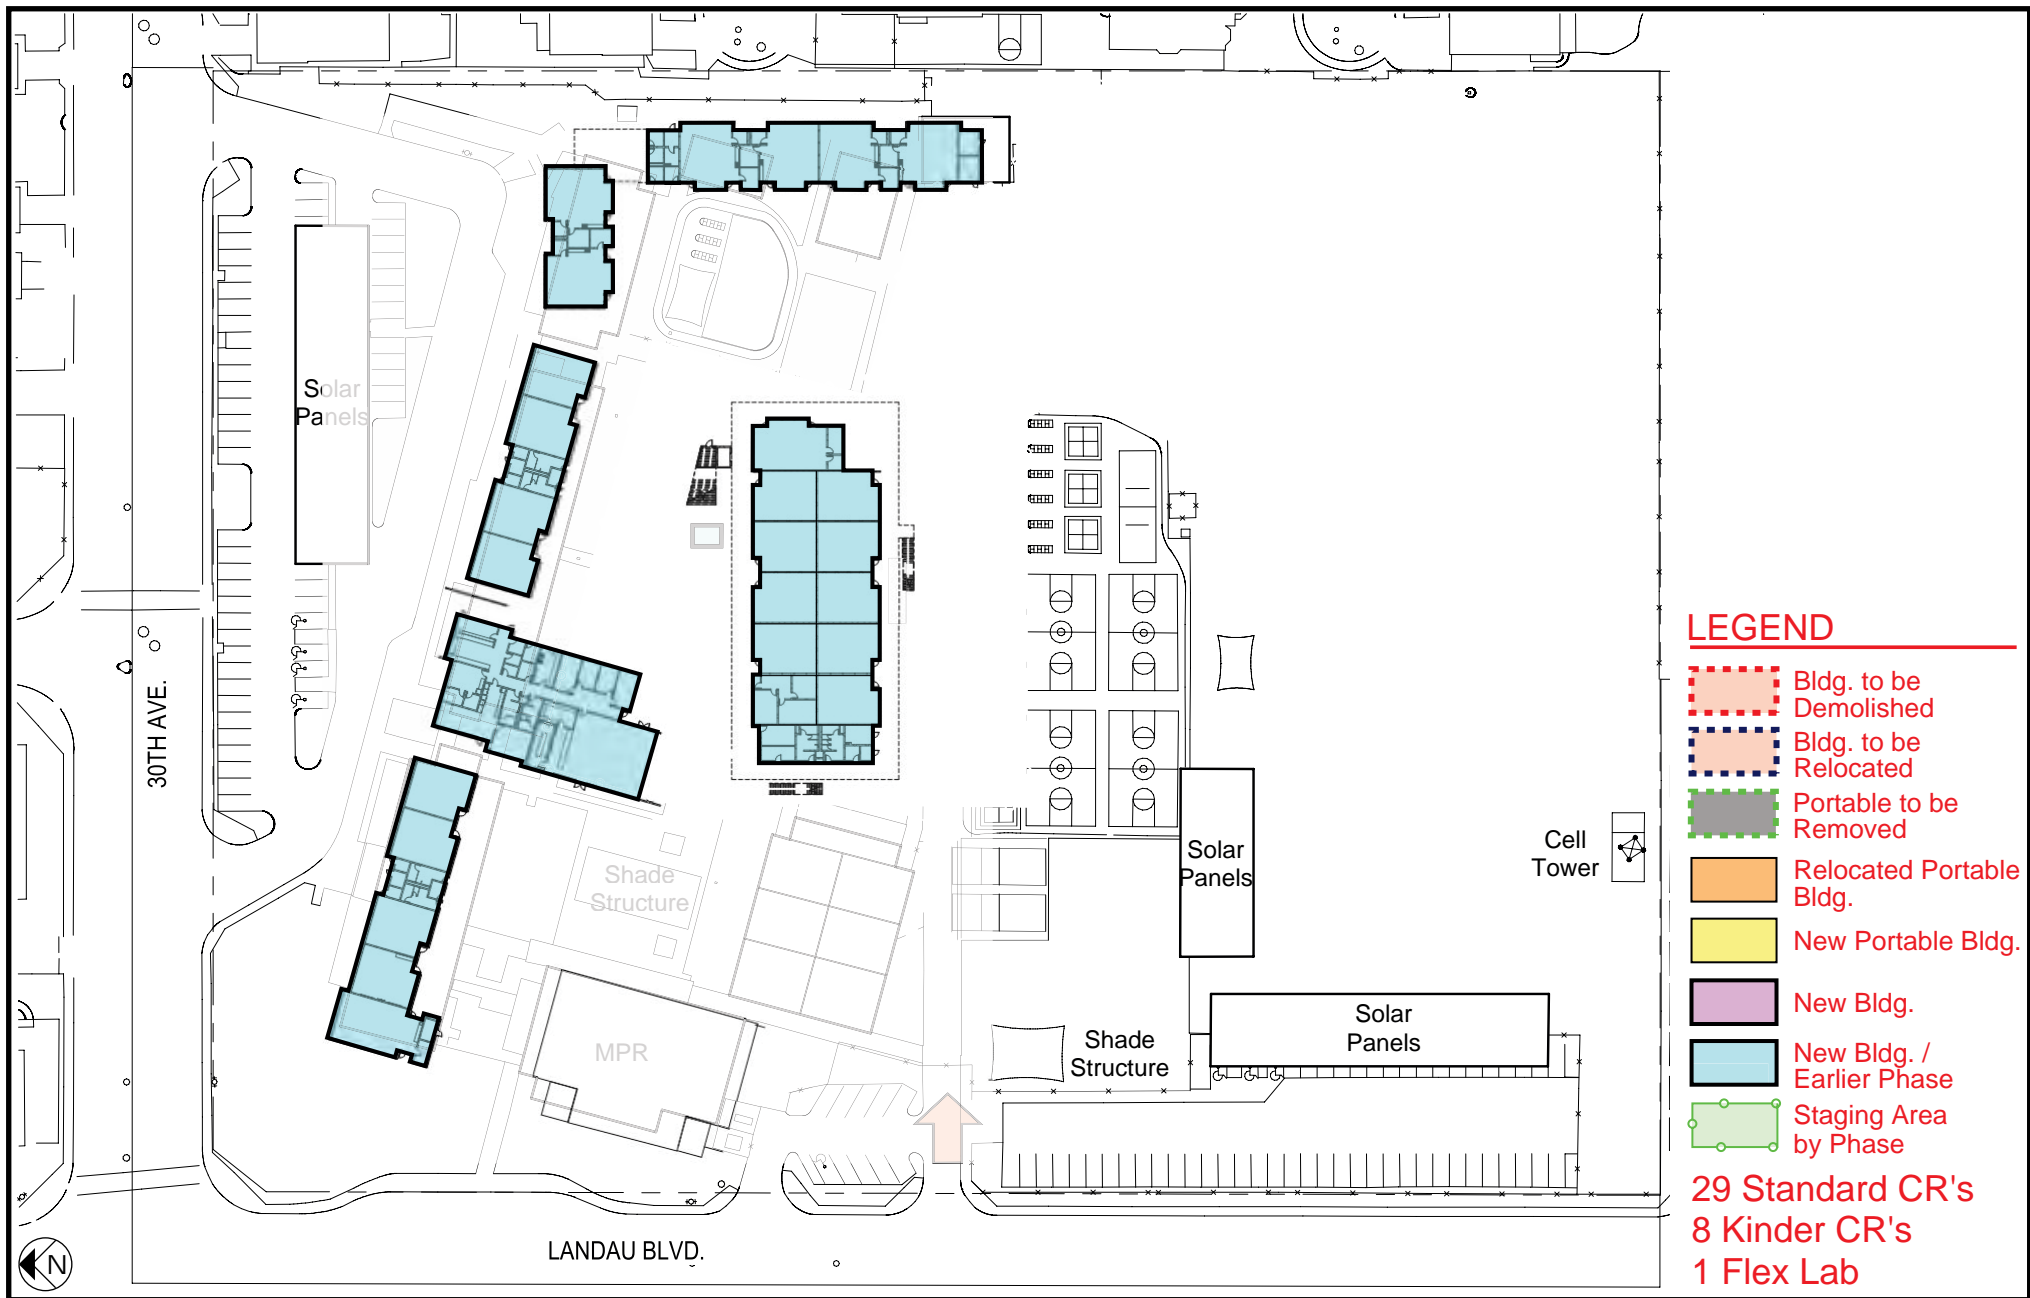 Solar
Panels
30TH AVE.
Shade
Structure
MPR
Solar
Panels
Cell
Tower
Solar
Panels
Shade
Structure
LANDAU BLVD.
N
LEGEND
Bldg. to be
Demolished
Bldg. to be
Relocated
Portable to be
Removed
Relocated Portable
Bldg.
New Portable Bldg.
New Bldg.
New Bldg. /
Earlier Phase
Staging Area
by Phase
29 Standard CR's
8 Kinder CR's
1 Flex Lab